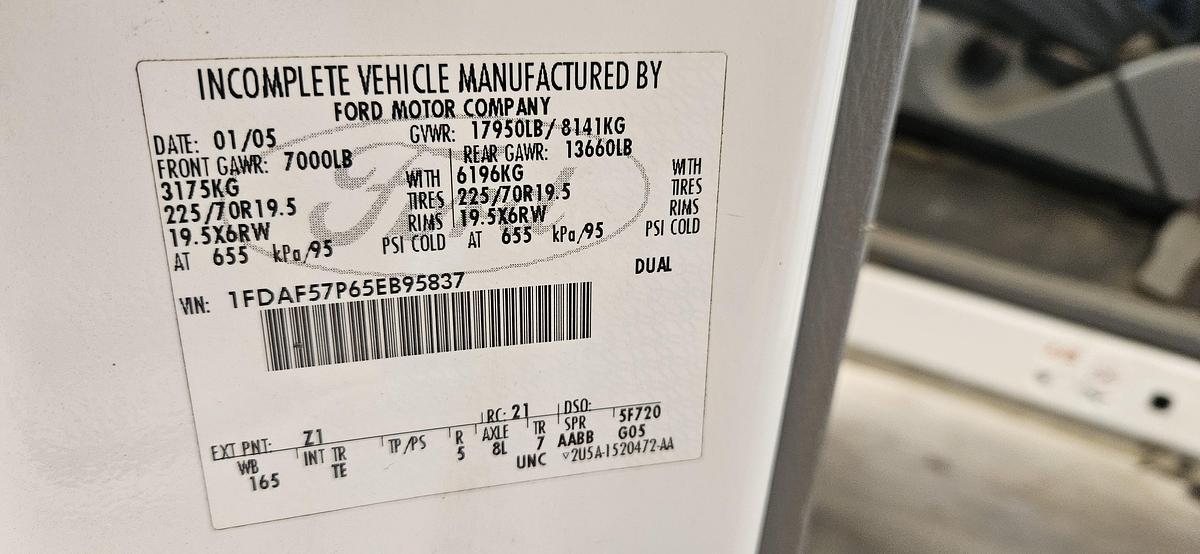 INCOMPLETE VEHICLE MANUFACTURED BY
FORD MOTOR COMPANY
DATE: 01/05 GVWR: 17950LB/ 8141KG
FRONT GAWR: 7000LB REAR GAWR: 13660LB
3175KG WITH 6196KG WITH
225/70R19.5 TIRES 225/70R19.5 TIRES
19.5X6RW RIMS 19.5X6RW RIMS
AT 655 kPa/95 PSI COLD AT 655 kPa/95 PSI COLD
DUAL
VIN: 1FDAF57P65EB95837
EXT PNT: Z1 RC: 21 DSO: 5F720
WB INT TR TP/PS R AXLE TR SPR G05
165 TE 5 8L 7 AABB
UNC ▽2U5A-1520472-AA
Ford